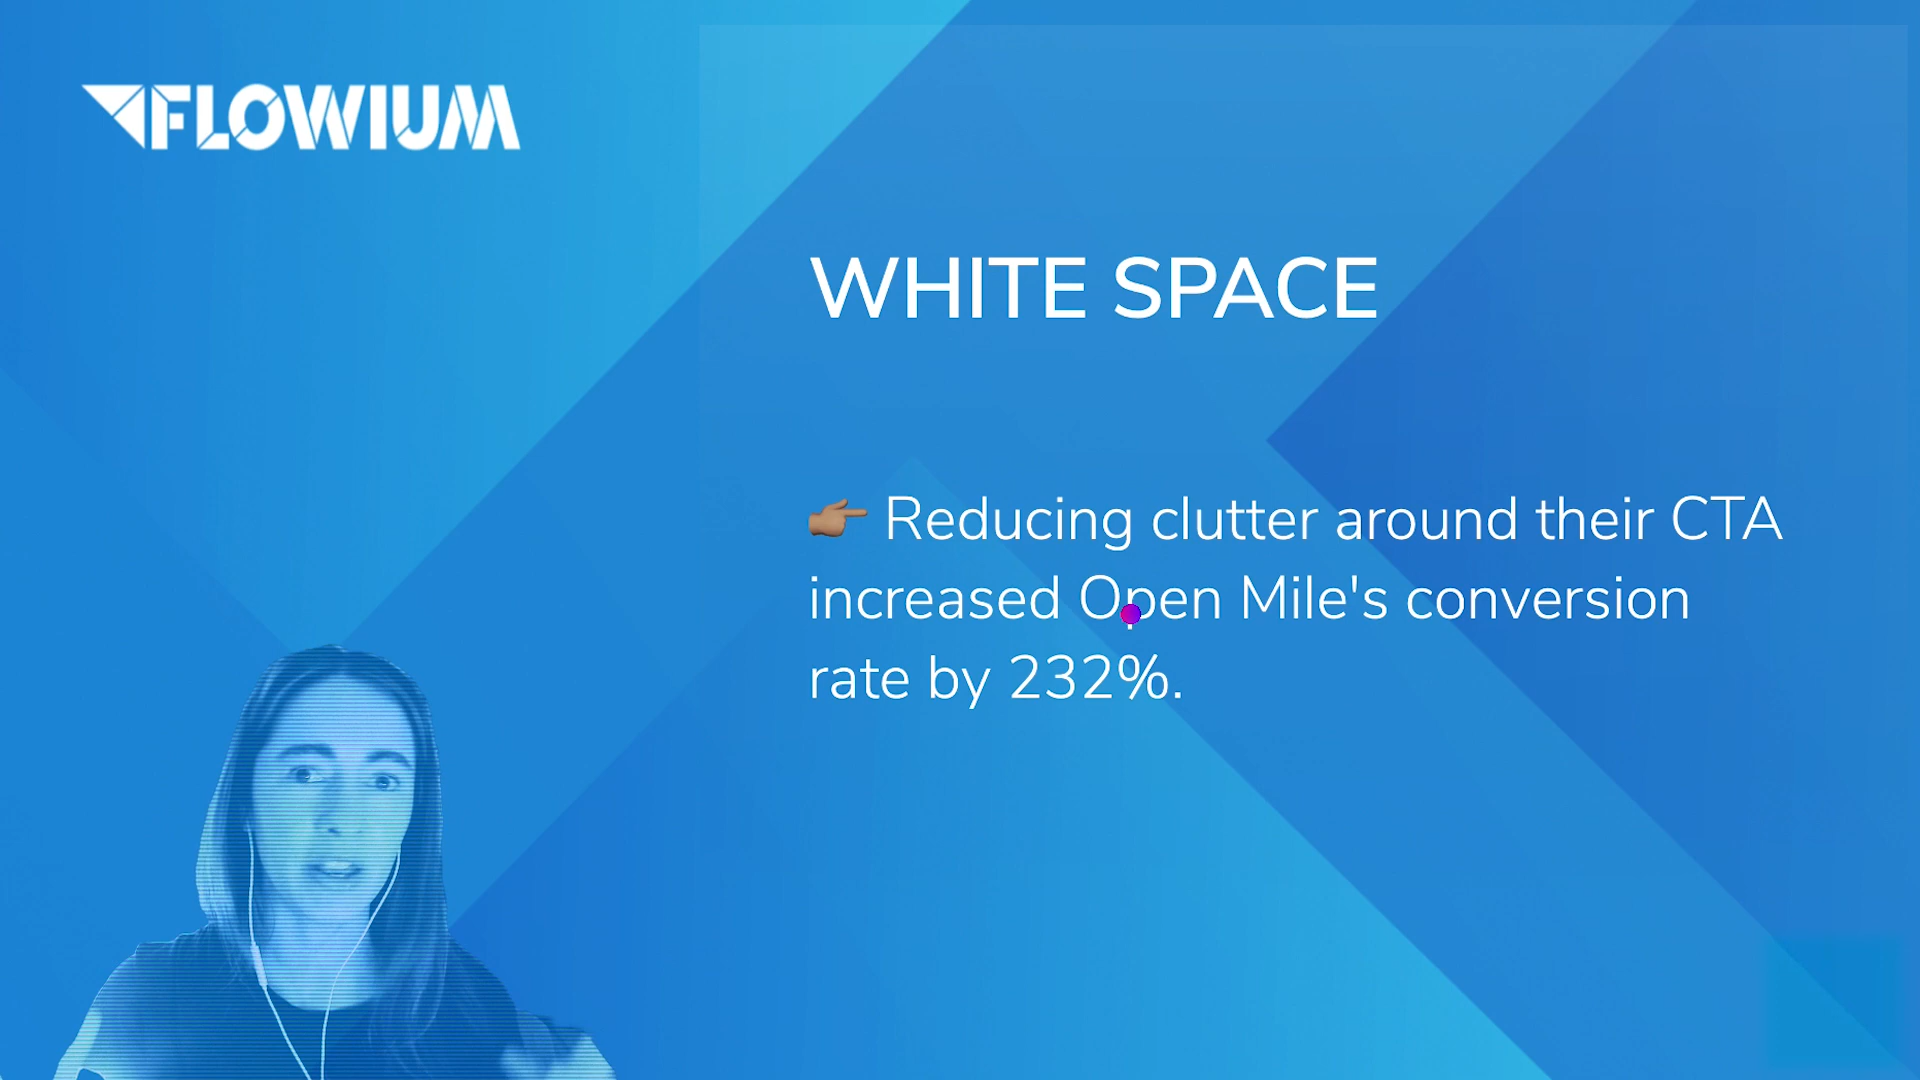 FLOWIUM
WHITE SPACE
👉🏽 Reducing clutter around their CTA
increased Open Mile's conversion
rate by 232%.